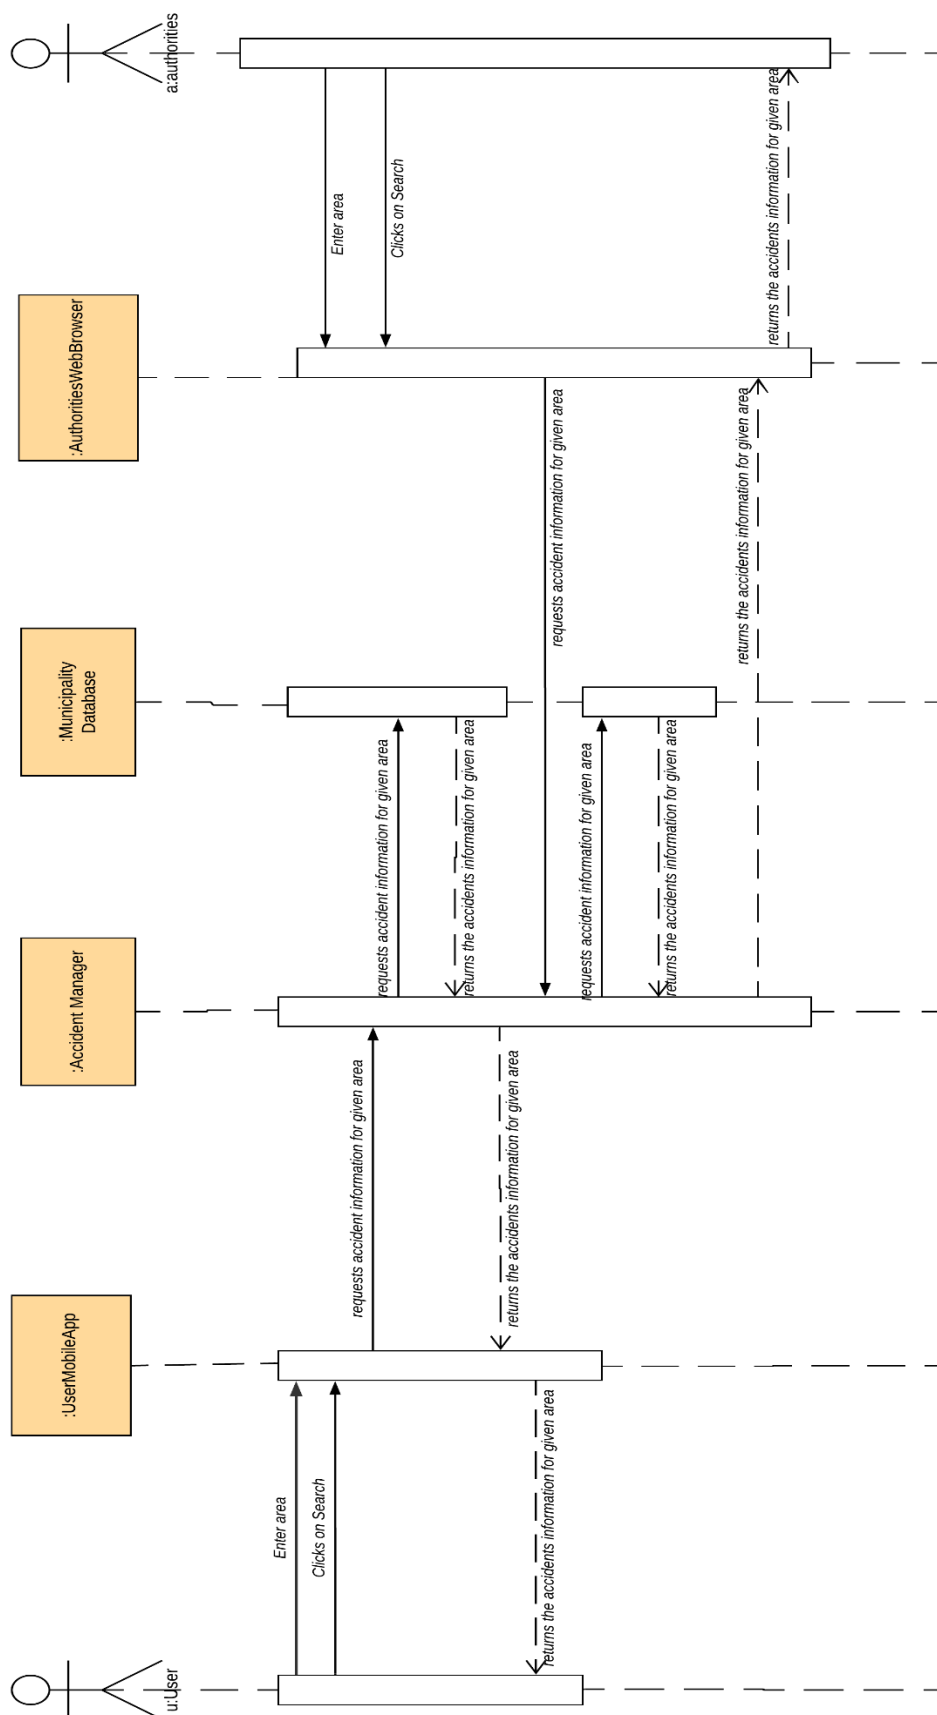 u:User
:UserMobileApp
:Accident Manager
:Municipality
Database
:AuthoritiesWebBrowser
a:authorities
Enter area
Clicks on Search
requests accident information for given area
requests accident information for given area
returns the accidents information for given area
returns the accidents information for given area
returns the accidents information for given area
Enter area
Clicks on Search
requests accident information for given area
requests accident information for given area
returns the accidents information for given area
returns the accidents information for given area
returns the accidents information for given area